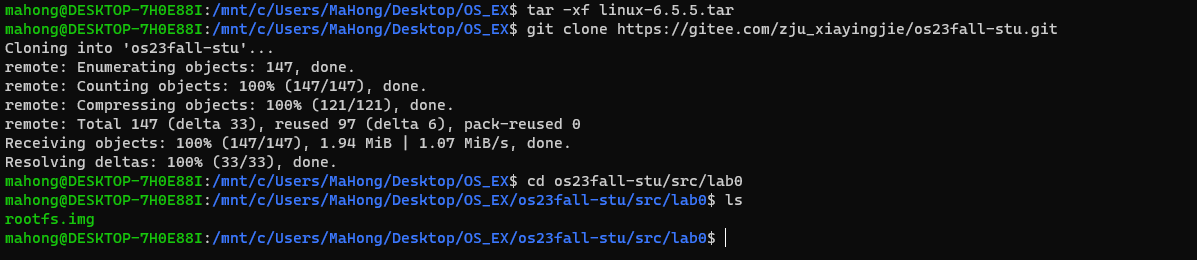 mahong@DESKTOP-7H0E88I:/mnt/c/Users/MaHong/Desktop/OS_EX$ tar -xf linux-6.5.5.tar
mahong@DESKTOP-7H0E88I:/mnt/c/Users/MaHong/Desktop/OS_EX$ git clone https://gitee.com/zju_xiayingjie/os23fall-stu.git
Cloning into 'os23fall-stu'...
remote: Enumerating objects: 147, done.
remote: Counting objects: 100% (147/147), done.
remote: Compressing objects: 100% (121/121), done.
remote: Total 147 (delta 33), reused 97 (delta 6), pack-reused 0
Receiving objects: 100% (147/147), 1.94 MiB | 1.07 MiB/s, done.
Resolving deltas: 100% (33/33), done.
mahong@DESKTOP-7H0E88I:/mnt/c/Users/MaHong/Desktop/OS_EX$ cd os23fall-stu/src/lab0
mahong@DESKTOP-7H0E88I:/mnt/c/Users/MaHong/Desktop/OS_EX/os23fall-stu/src/lab0$ ls
rootfs.img
mahong@DESKTOP-7H0E88I:/mnt/c/Users/MaHong/Desktop/OS_EX/os23fall-stu/src/lab0$